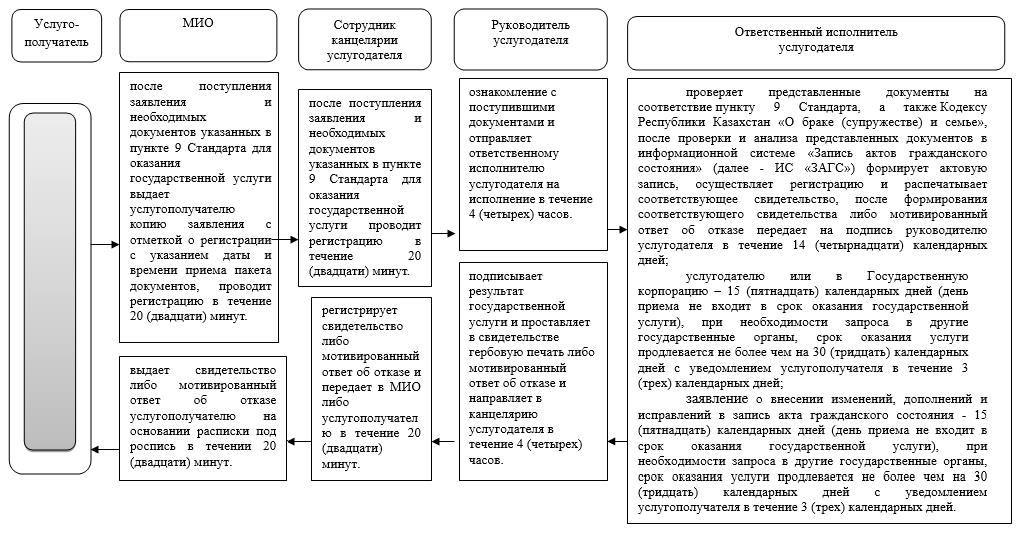 Услуго-
получатель
МИО
Сотрудник
канцелярии
услугодателя
Руководитель
услугодателя
Ответственный исполнитель
услугодателя
после поступления
заявления и
необходимых
документов указанных в
пункте 9 Стандарта для
оказания
государственной услуги
выдает
услугополучателю
копию заявления с
отметкой о регистрации
с указанием даты и
времени приема пакета
документов, проводит
регистрацию в течение
20 (двадцати) минут.
выдает свидетельство
либо мотивированный
ответ об отказе
услугополучателю на
основании расписки под
роспись в течении 20
(двадцати) минут.
после поступления
заявления и
необходимых
документов
указанных в пункте
9 Стандарта для
оказания
государственной
услуги проводит
регистрацию в
течение 20
(двадцати) минут.
регистрирует
свидетельство
либо
мотивированный
ответ об отказе и
передает в МИО
либо
услугополучател
ю в течение 20
(двадцати)
минут.
ознакомление с
поступившими
документами и
отправляет
ответственному
исполнителю
услугодателя на
исполнение в течение
4 (четырех) часов.
подписывает
результат
государственной
услуги и проставляет
в свидетельстве
гербовую печать либо
мотивированный
ответ об отказе и
направляет в
канцелярию
услугодателя в
течение 4 (четырех)
часов.
проверяет представленные документы на
соответствие пункту 9 Стандарта, а также Кодексу
Республики Казахстан «О браке (супружестве) и семье»,
после проверки и анализа представленных документов в
информационной системе «Запись актов гражданского
состояния» (далее - ИС «ЗАГС») формирует актовую
запись, осуществляет регистрацию и распечатывает
соответствующее свидетельство, после формирования
соответствующего свидетельства либо мотивированный
ответ об отказе передает на подпись руководителю
услугодателя в течение 14 (четырнадцати) календарных
дней;
услугодателю или в Государственную
корпорацию – 15 (пятнадцать) календарных дней (день
приема не входит в срок оказания государственной
услуги), при необходимости запроса в другие
государственные органы, срок оказания услуги
продлевается не более чем на 30 (тридцать) календарных
дней с уведомлением услугополучателя в течение 3
(трех) календарных дней;
заявление о внесении изменений, дополнений и
исправлений в запись акта гражданского состояния - 15
(пятнадцать) календарных дней (день приема не входит в
срок оказания государственной услуги), при
необходимости запроса в другие государственные органы,
срок оказания услуги продлевается не более чем на 30
(тридцать) календарных дней с уведомлением
услугополучателя в течение 3 (трех) календарных дней.